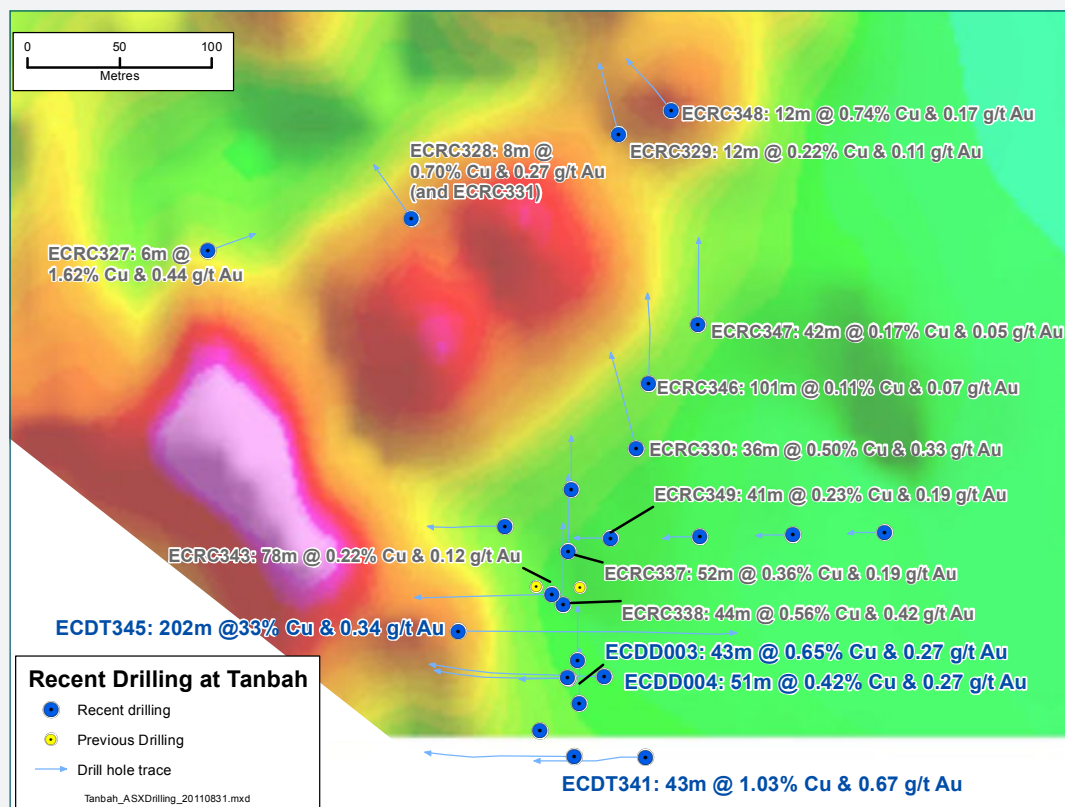 0 50 100
Metres
ECRC348: 12m @ 0.74% Cu & 0.17 g/t Au
ECRC329: 12m @ 0.22% Cu & 0.11 g/t Au
ECRC328: 8m @
0.70% Cu & 0.27 g/t Au
(and ECRC331)
ECRC327: 6m @
1.62% Cu & 0.44 g/t Au
ECRC347: 42m @ 0.17% Cu & 0.05 g/t Au
ECRC346: 101m @ 0.11% Cu & 0.07 g/t Au
ECRC330: 36m @ 0.50% Cu & 0.33 g/t Au
ECRC349: 41m @ 0.23% Cu & 0.19 g/t Au
ECRC343: 78m @ 0.22% Cu & 0.12 g/t Au
ECRC337: 52m @ 0.36% Cu & 0.19 g/t Au
ECRC338: 44m @ 0.56% Cu & 0.42 g/t Au
ECDT345: 202m @33% Cu & 0.34 g/t Au
ECDD003: 43m @ 0.65% Cu & 0.27 g/t Au
ECDD004: 51m @ 0.42% Cu & 0.27 g/t Au
ECDT341: 43m @ 1.03% Cu & 0.67 g/t Au
Recent Drilling at Tanbah
Recent drilling
Previous Drilling
Drill hole trace
Tanbah_ASXDrilling_20110831.mxd